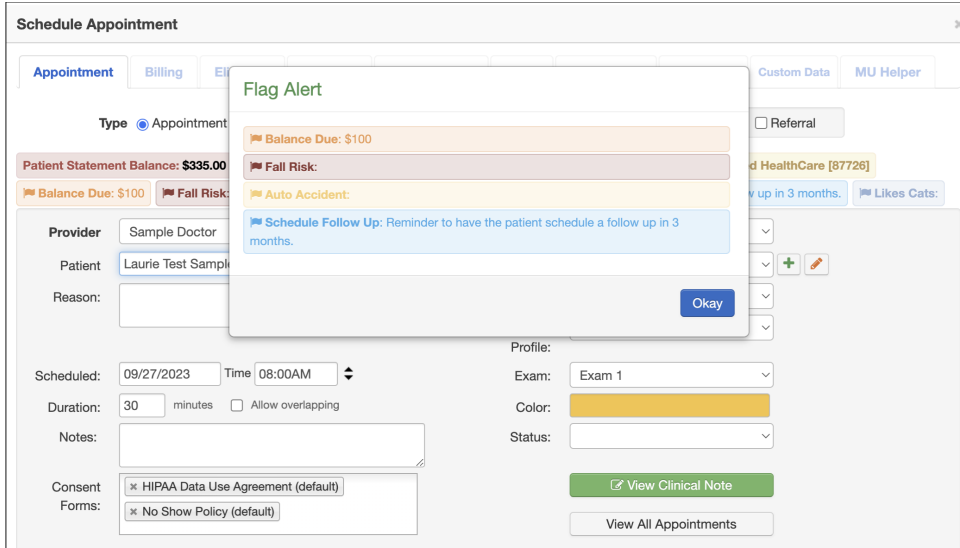 Schedule Appointment
Appointment Billing Custom Data MU Helper
Flag Alert
Type Appointment Referral
Balance Due: $100
Patient Statement Balance: $335.00 HealthCare [87726]
Fall Risk:
Balance Due: $100 Fall Risk: up in 3 months. Likes Cats:
Auto Accident:
Schedule Follow Up: Reminder to have the patient schedule a follow up in 3
months.
Provider Sample Doctor
Patient Laurie Test Sample
Reason:
Okay
Profile:
Scheduled: 09/27/2023 Time 08:00AM Exam: Exam 1
Duration: 30 minutes Allow overlapping Color:
Notes: Status:
Consent
Forms:
× HIPAA Data Use Agreement (default)
× No Show Policy (default)
View Clinical Note
View All Appointments